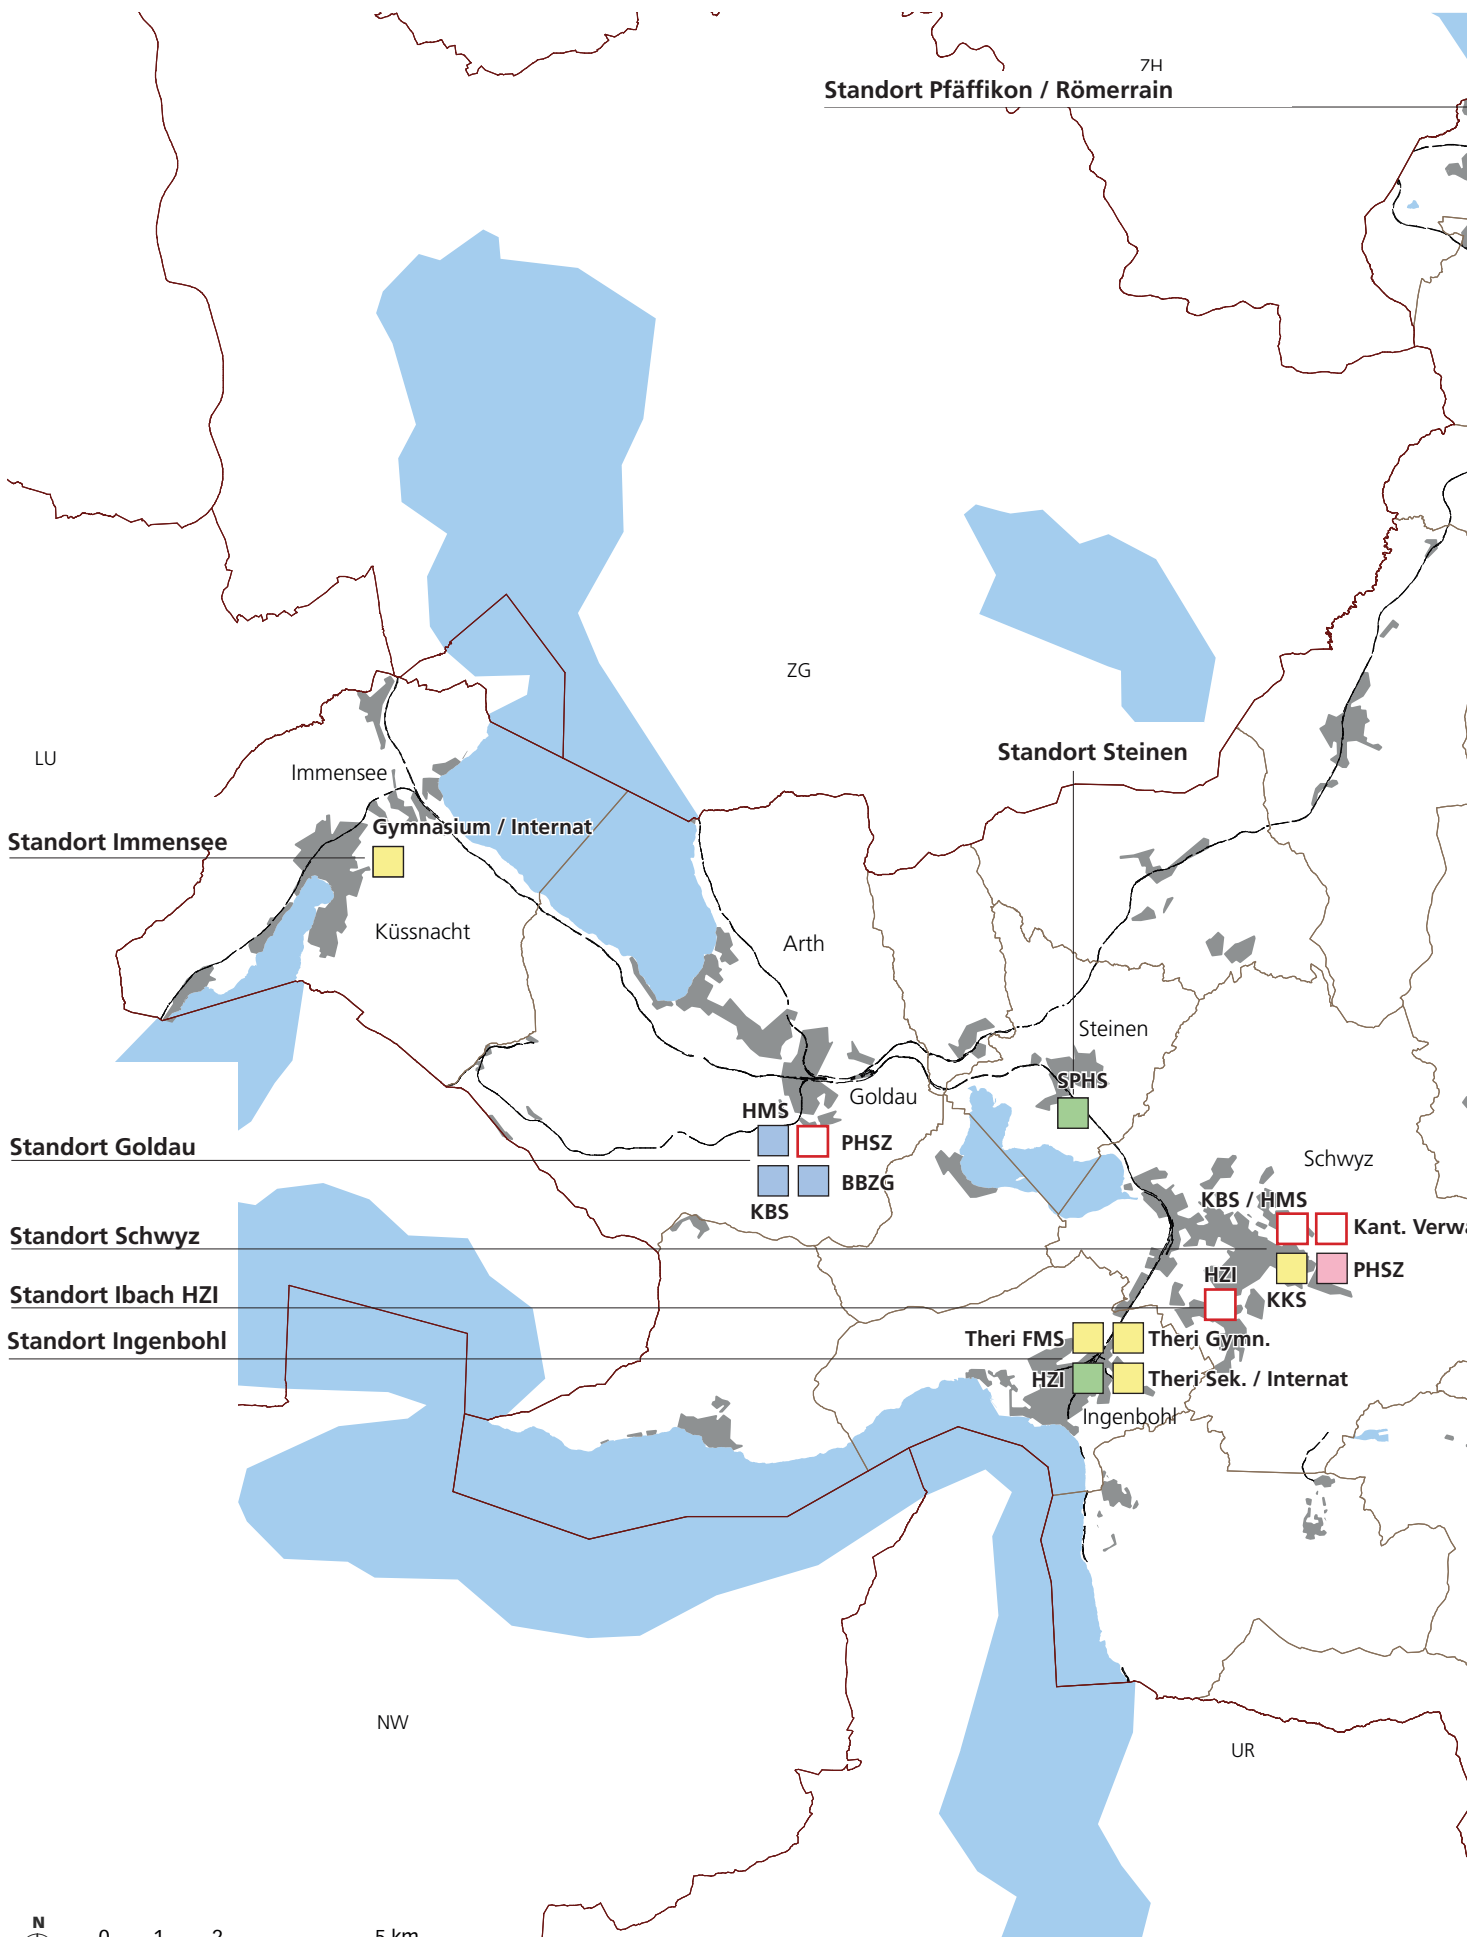 7H
Standort Pfäffikon / Römerrain
ZG
Standort Steinen
LU
Immensee
Gymnasium / Internat
Standort Immensee
Küssnacht
Arth
Steinen
SPHS
Goldau
HMS
Standort Goldau
PHSZ
BBZG
KBS
Schwyz
KBS / HMS
Kant. Verwa
Standort Schwyz
PHSZ
HZI
Standort Ibach HZI
KKS
Standort Ingenbohl
Theri FMS
Theri Gymn.
HZI
Theri Sek. / Internat
Ingenbohl
NW
UR
N
0 1 2 5 km